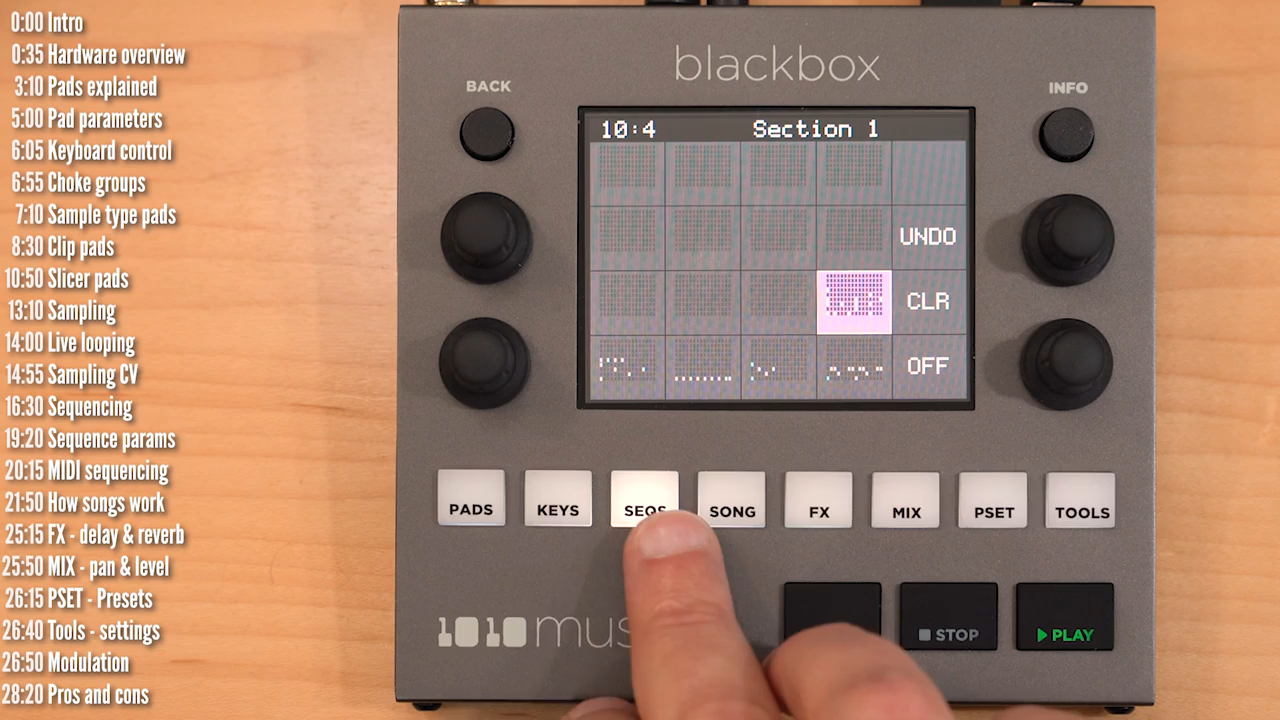 0:00 Intro
0:35 Hardware overview
3:10 Pads explained
5:00 Pad parameters
6:05 Keyboard control
6:55 Choke groups
7:10 Sample type pads
8:30 Clip pads
10:50 Slicer pads
13:10 Sampling
14:00 Live looping
14:55 Sampling CV
16:30 Sequencing
19:20 Sequence params
20:15 MIDI sequencing
21:50 How songs work
25:15 FX - delay & reverb
25:50 MIX - pan & level
26:15 PSET - Presets
26:40 Tools - settings
26:50 Modulation
28:20 Pros and cons
blackbox
BACK
INFO
10:4 Section 1
UNDO
CLR
OFF
PADS KEYS SEQS SONG FX MIX PSET TOOLS
1010 mus
STOP
PLAY